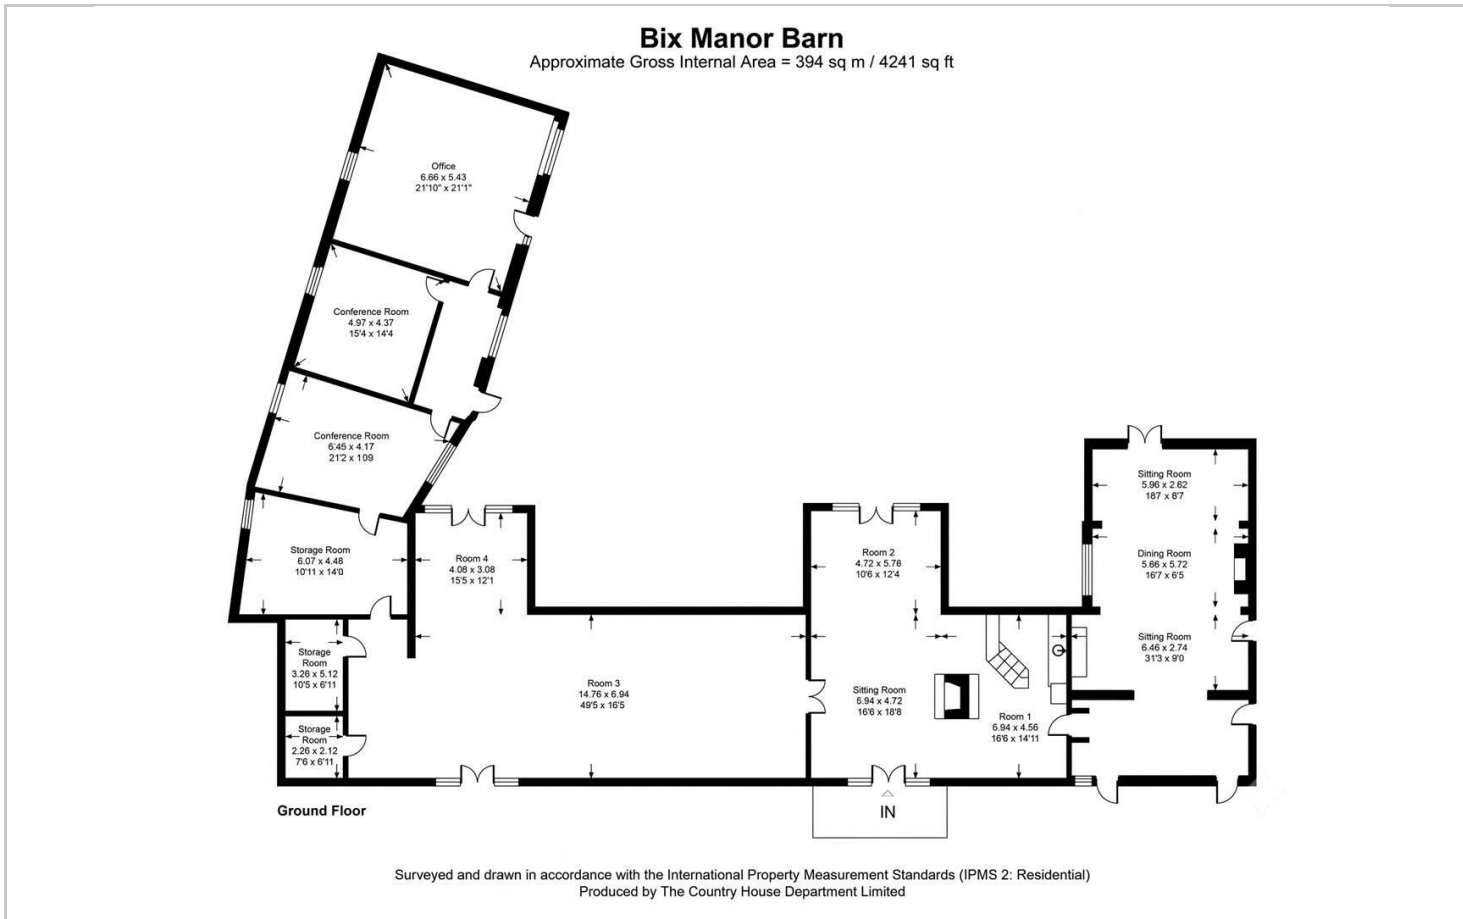 Bix Manor Barn
Approximate Gross Internal Area = 394 sq m / 4241 sq ft
Office
6.66 x 5.43
21'10" x 21'1"
Conference Room
4.97 x 4.37
15'4 x 14'4
Conference Room
6.45 x 4.17
21'2 x 109
Storage Room
6.07 x 4.48
10'11 x 14'0
Storage
Room
3.26 x 5.12
10'5 x 6'11
Storage
Room
2.26 x 2.12
7'6 x 6'11
Room 4
4.08 x 3.08
15'5 x 12'1
Room 3
14.76 x 6.94
49'5 x 16'5
Room 2
4.72 x 5.76
10'6 x 12'4
Sitting Room
5.94 x 4.72
16'6 x 18'8
Room 1
5.94 x 4.56
16'6 x 14'11
Sitting Room
5.96 x 2.62
187 x 8'7
Dining Room
5.66 x 5.72
16'7 x 6'5
Sitting Room
6.46 x 2.74
31'3 x 9'0
IN
Ground Floor
Surveyed and drawn in accordance with the International Property Measurement Standards (IPMS 2: Residential)
Produced by The Country House Department Limited